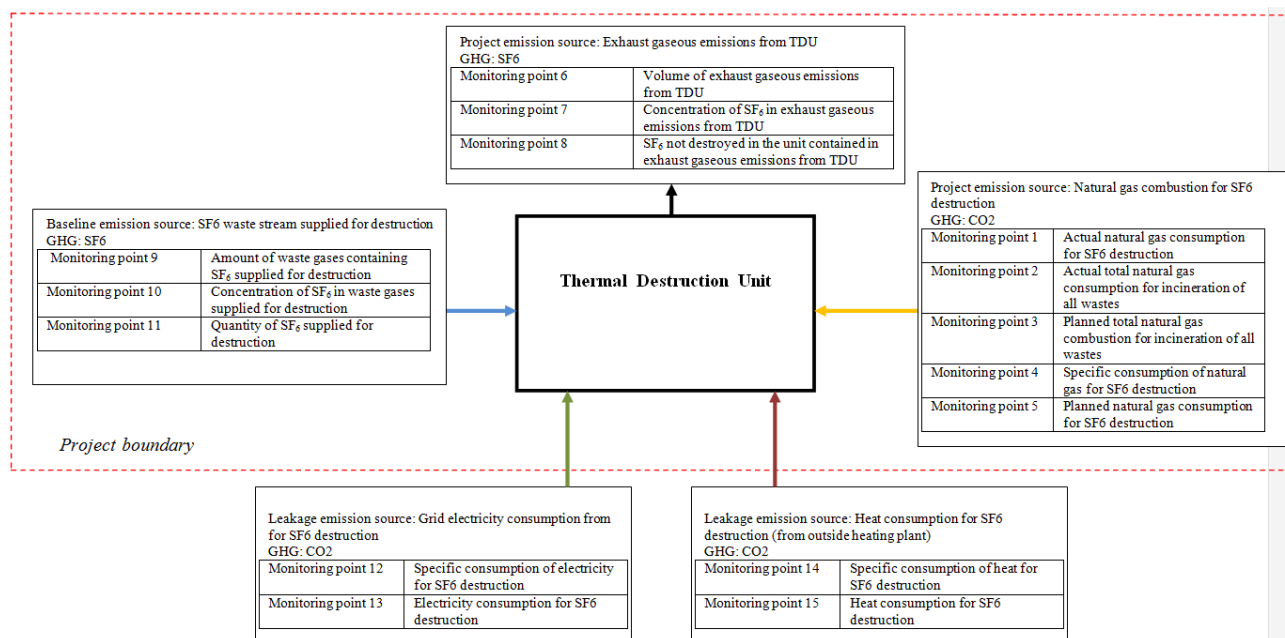 Project emission source: Exhaust gaseous emissions from TDU
GHG: SF6
Monitoring point 6 Volume of exhaust gaseous emissions
from TDU
Monitoring point 7 Concentration of SF₆ in exhaust gaseous
emissions from TDU
Monitoring point 8 SF₆ not destroyed in the unit contained in
exhaust gaseous emissions from TDU
Baseline emission source: SF6 waste stream supplied for destruction
GHG: SF6
Monitoring point 9 Amount of waste gases containing
SF₆ supplied for destruction
Monitoring point 10 Concentration of SF₆ in waste gases
supplied for destruction
Monitoring point 11 Quantity of SF₆ supplied for
destruction
Thermal Destruction Unit
Project emission source: Natural gas combustion for SF6
destruction
GHG: CO2
Monitoring point 1 Actual natural gas consumption
for SF6 destruction
Monitoring point 2 Actual total natural gas
consumption for incineration of
all wastes
Monitoring point 3 Planned total natural gas
combustion for incineration of all
wastes
Monitoring point 4 Specific consumption of natural
gas for SF6 destruction
Monitoring point 5 Planned natural gas consumption
for SF6 destruction
Project boundary
Leakage emission source: Grid electricity consumption from
for SF6 destruction
GHG: CO2
Monitoring point 12 Specific consumption of electricity
for SF6 destruction
Monitoring point 13 Electricity consumption for SF6
destruction
Leakage emission source: Heat consumption for SF6
destruction (from outside heating plant)
GHG: CO2
Monitoring point 14 Specific consumption of heat for
SF6 destruction
Monitoring point 15 Heat consumption for SF6
destruction